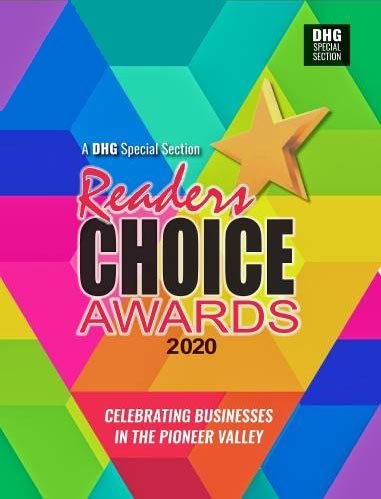 DHG
SPECIAL
SECTION
A DHG Special Section
Readers
CHOICE
AWARDS
2020
CELEBRATING BUSINESSES
IN THE PIONEER VALLEY